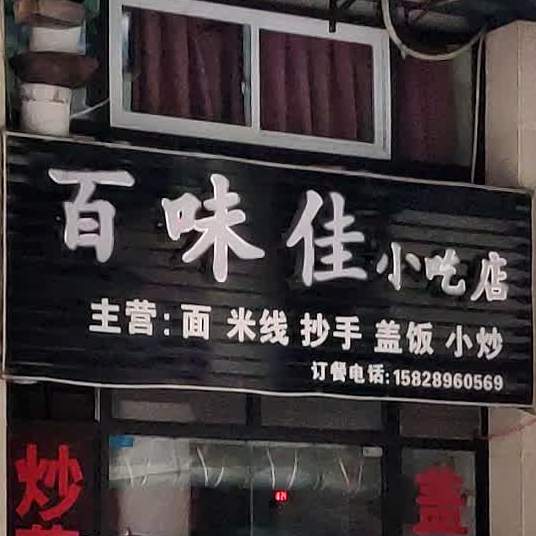 百味佳小吃店
主营: 面 米线 抄手 盖饭 小炒
订餐电话:15828960569
炒
盖